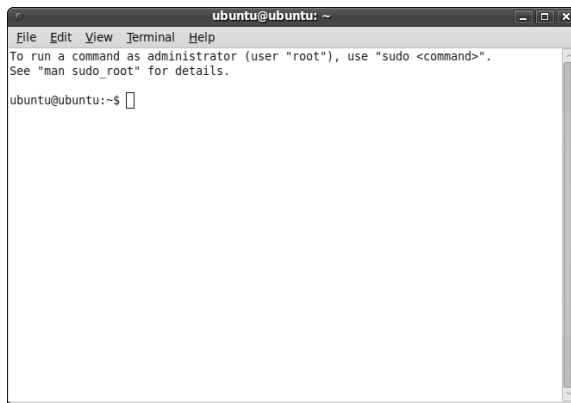 ubuntu@ubuntu: ~
File Edit View Terminal Help
To run a command as administrator (user "root"), use "sudo <command>".
See "man sudo_root" for details.
ubuntu@ubuntu:~$